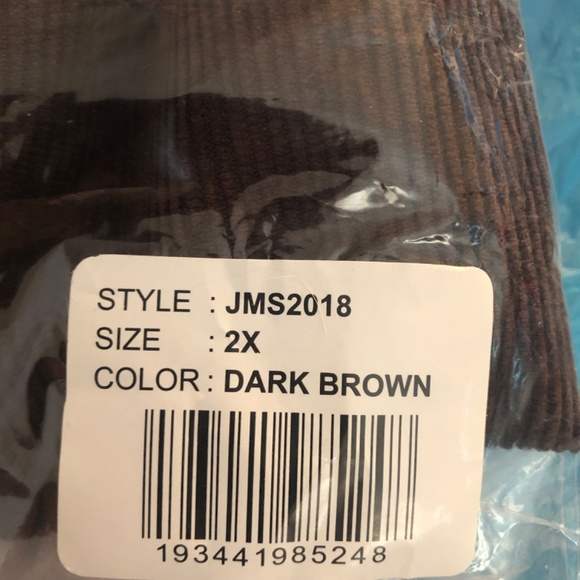 STYLE : JMS2018
SIZE : 2X
COLOR : DARK BROWN
193441985248